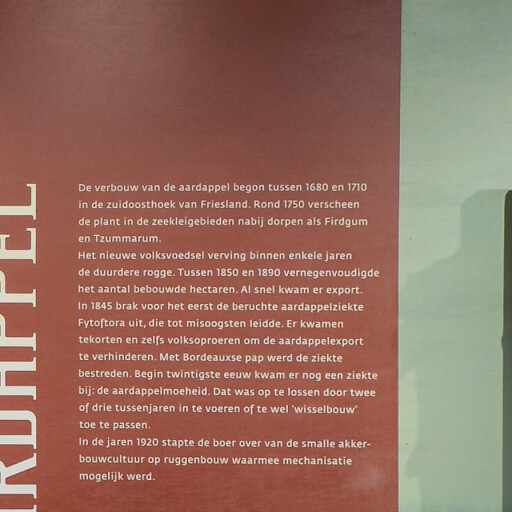 De verbouw van de aardappel begon tussen 1680 en 1710
in de zuidoosthoek van Friesland. Rond 1750 verscheen
de plant in de zeekleigebieden nabij dorpen als Firdgum
en Tzummarum.
Het nieuwe volksvoedsel verving binnen enkele jaren
de duurdere rogge. Tussen 1850 en 1890 vernegenvoudigde
het aantal bebouwde hectaren. Al snel kwam er export.
In 1845 brak voor het eerst de beruchte aardappelziekte
Fytoftora uit, die tot misoogsten leidde. Er kwamen
tekorten en zelfs volksoproeren om de aardappelexport
te verhinderen. Met Bordeauxse pap werd de ziekte
bestreden. Begin twintigste eeuw kwam er nog een ziekte
bij: de aardappelmoeheid. Dat was op te lossen door twee
of drie tussenjaren in te voeren of te wel 'wisselbouw'
toe te passen.
In de jaren 1920 stapte de boer over van de smalle akker-
bouwcultuur op ruggenbouw waarmee mechanisatie
mogelijk werd.
RDAPPEL